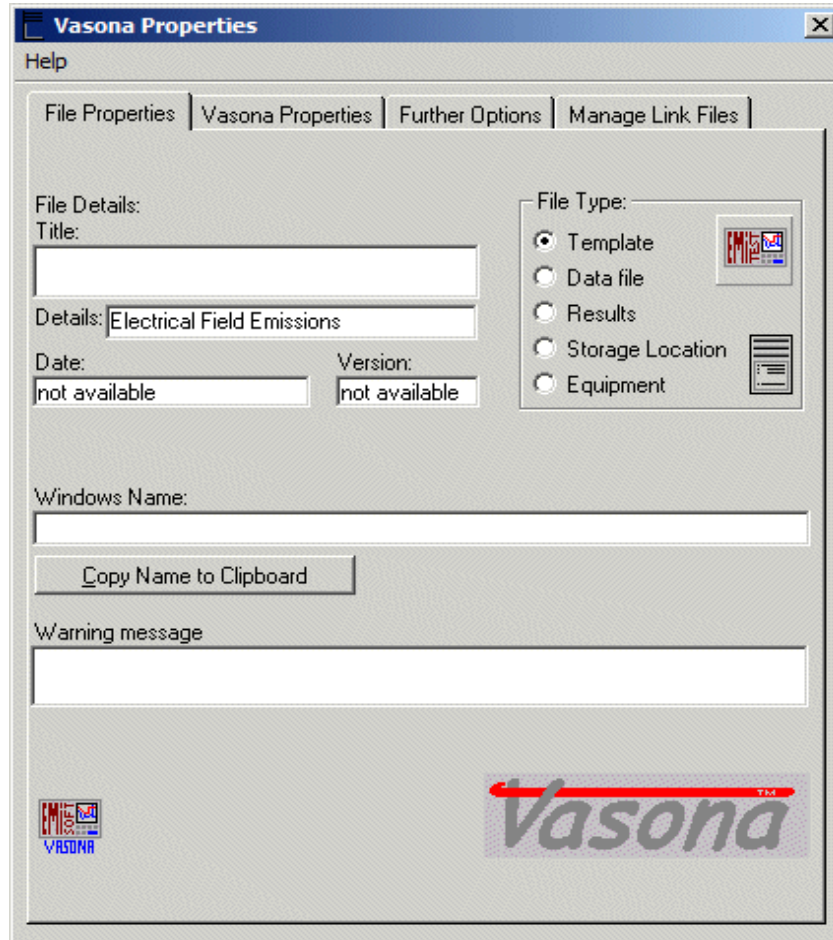 Vasona Properties
Help
File Properties
Vasona Properties
Further Options
Manage Link Files
File Details:
Title:
Details: Electrical Field Emissions
Date:
Version:
not available
not available
File Type:
Template
Data file
Results
Storage Location
Equipment
Windows Name:
Copy Name to Clipboard
Warning message
VASONA
Vasona TM